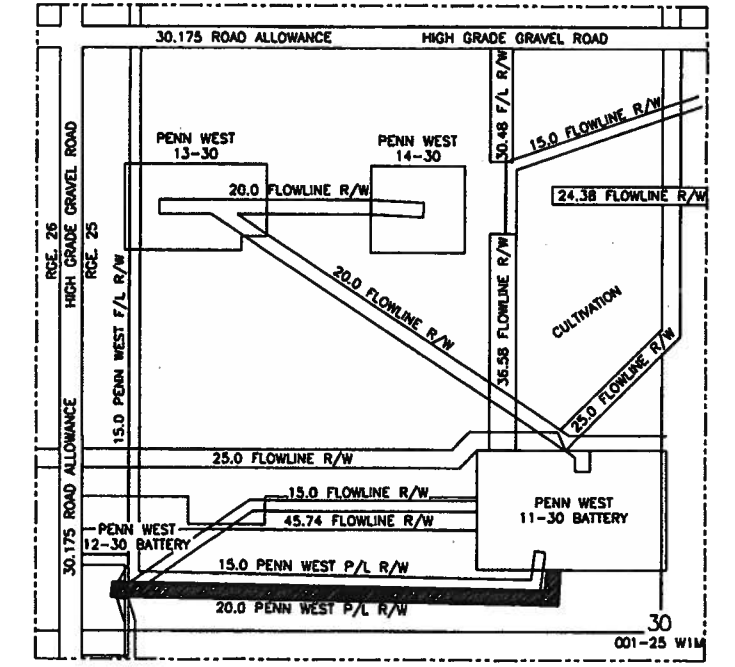 30.175 ROAD ALLOWANCE
HIGH GRADE GRAVEL ROAD
30.48 F/L R/W
15.0 FLOWLINE R/W
PENN WEST
13-30
PENN WEST
14-30
20.0 FLOWLINE R/W
24.38 FLOWLINE R/W
RGE. 26
HIGH GRADE GRAVEL ROAD
RGE. 25
15.0 PENN WEST F/L R/W
20.0 FLOWLINE R/W
36.58 FLOWLINE R/W
CULTIVATION
25.0 FLOWLINE R/W
30.175 ROAD ALLOWANCE
25.0 FLOWLINE R/W
15.0 FLOWLINE R/W
45.74 FLOWLINE R/W
PENN WEST
11-30 BATTERY
PENN WEST
12-30 BATTERY
15.0 PENN WEST P/L R/W
20.0 PENN WEST P/L R/W
30
001-25 W1M